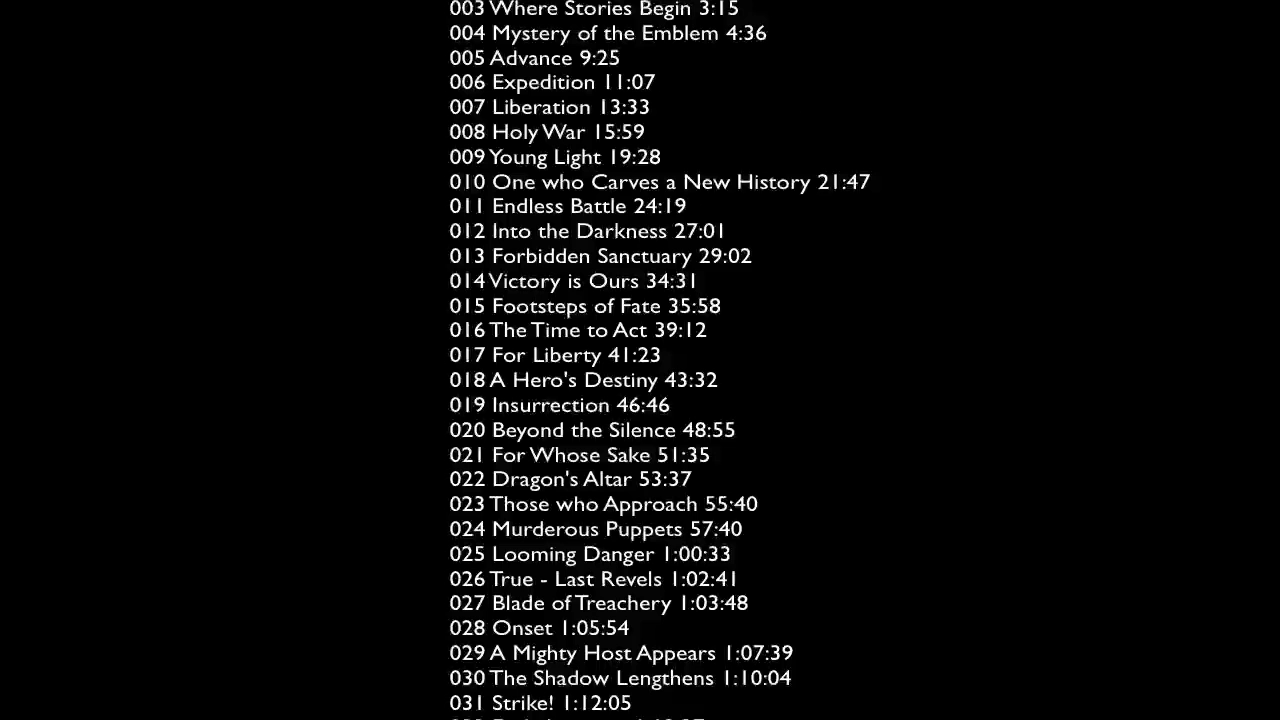 003 Where Stories Begin 3:15
004 Mystery of the Emblem 4:36
005 Advance 9:25
006 Expedition 11:07
007 Liberation 13:33
008 Holy War 15:59
009 Young Light 19:28
010 One who Carves a New History 21:47
011 Endless Battle 24:19
012 Into the Darkness 27:01
013 Forbidden Sanctuary 29:02
014 Victory is Ours 34:31
015 Footsteps of Fate 35:58
016 The Time to Act 39:12
017 For Liberty 41:23
018 A Hero's Destiny 43:32
019 Insurrection 46:46
020 Beyond the Silence 48:55
021 For Whose Sake 51:35
022 Dragon's Altar 53:37
023 Those who Approach 55:40
024 Murderous Puppets 57:40
025 Looming Danger 1:00:33
026 True - Last Revels 1:02:41
027 Blade of Treachery 1:03:48
028 Onset 1:05:54
029 A Mighty Host Appears 1:07:39
030 The Shadow Lengthens 1:10:04
031 Strike! 1:12:05